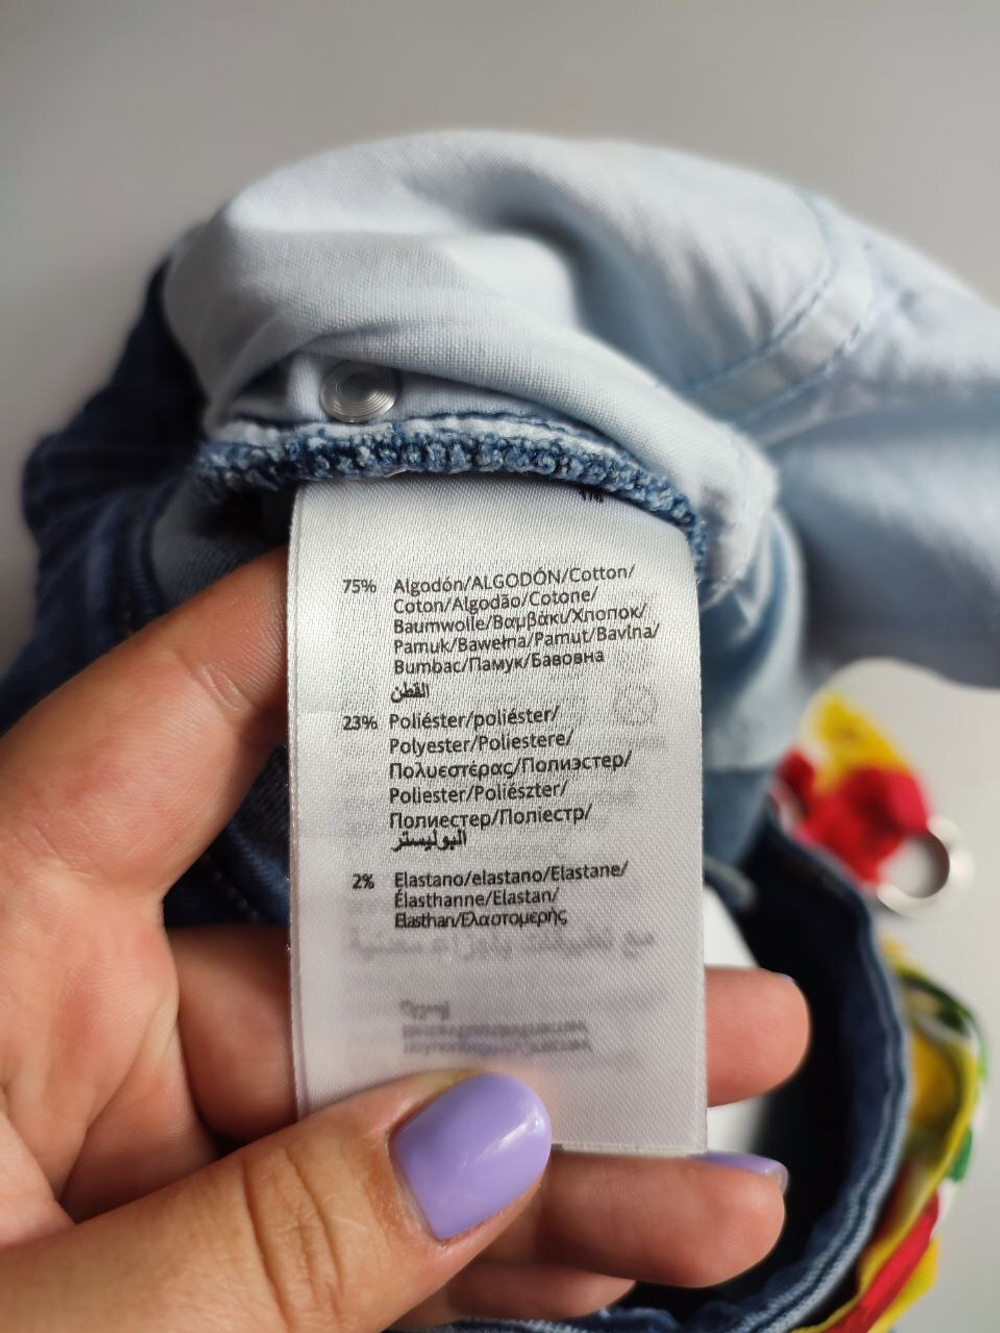 75% Algodón/ALGODÓN/Cotton/
Coton/Algodão/Cotone/
Baumwolle/Βαμβάκι/Хлопок/
Pamuk/Bawełna/Pamut/Bavlna/
Bumbac/Памук/Бавовна
القطن
23% Poliéster/poliéster/
Polyester/Poliestere/
Πολυεστέρας/Полиэстер/
Poliester/Poliészter/
Полиестер/Поліестр/
البوليستر
2% Elastano/elastano/Elastane/
Élasthanne/Elastan/
Elasthan/Ελαστομερής